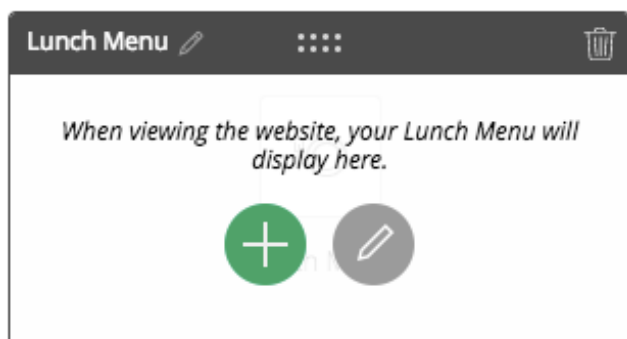 Lunch Menu
When viewing the website, your Lunch Menu will
display here.